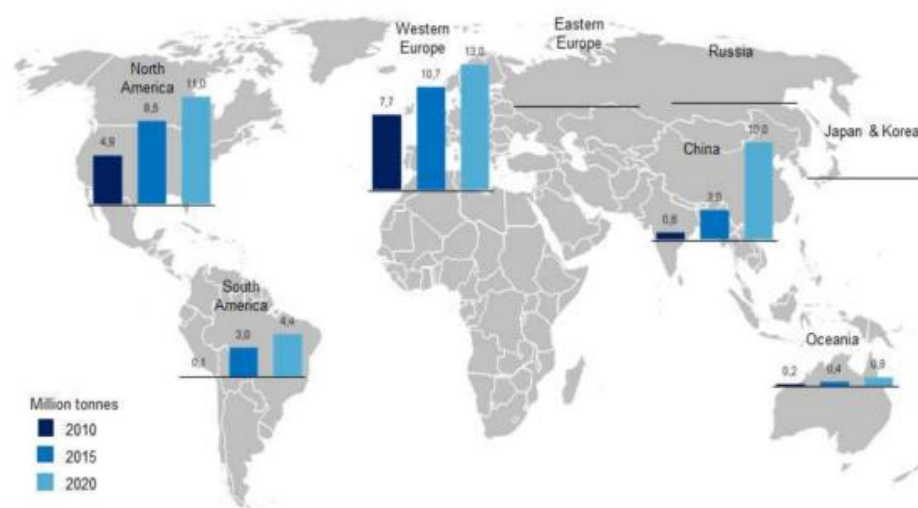 North
America
4,9
8,5
11,0
Western
Europe
7,7
10,7
13,0
Eastern
Europe
Russia
Japan & Korea
China
0,6
10,0
South
America
0,1
3,0
4,4
Oceania
0,2
0,4
0,9
Million tonnes
2010
2015
2020